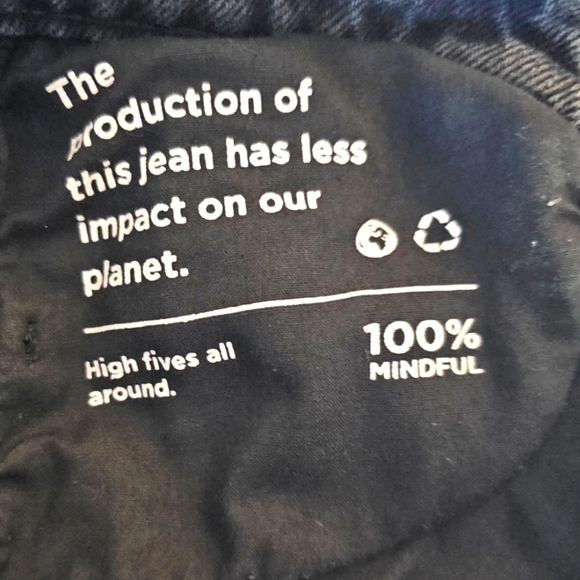 The
production of
this jean has less
impact on our
planet.
High fives all
around.
100%
MINDFUL